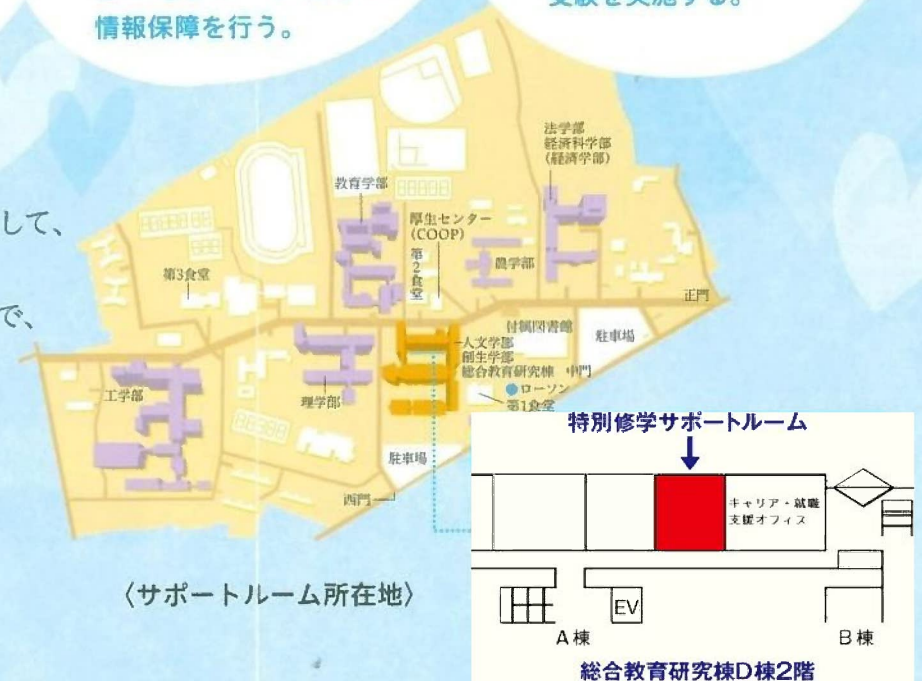 情報保障を行う。
受験を実施する。
して、
で、
法学部
経済科学部
(経済学部)
教育学部
厚生センター
(COOP)
第2食堂
農学部
第3食堂
正門
付属図書館
駐車場
人文学部
創生学部
総合教育研究棟 中門
ローソン
第1食堂
工学部
理学部
駐車場
西門
〈サポートルーム所在地〉
特別修学サポートルーム
キャリア・就職
支援オフィス
EV
A棟
B棟
総合教育研究棟D棟2階